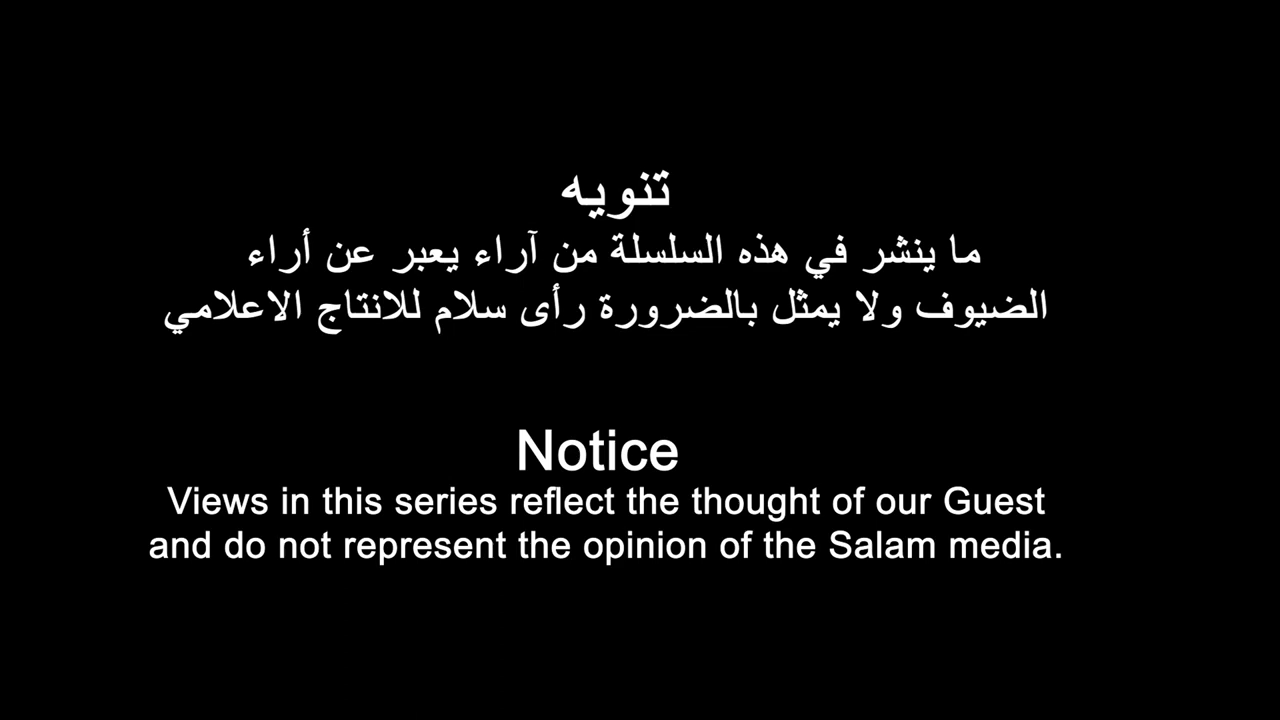 تنويه
ما ينشر في هذه السلسلة من آراء يعبر عن أراء
الضيوف ولا يمثل بالضرورة رأى سلام للانتاج الاعلامي
Notice
Views in this series reflect the thought of our Guest
and do not represent the opinion of the Salam media.